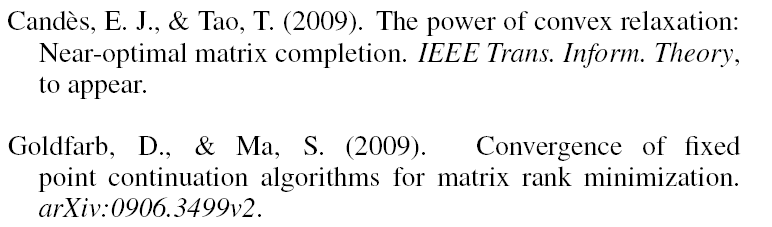 Candès, E. J., & Tao, T. (2009). The power of convex relaxation:
Near-optimal matrix completion. IEEE Trans. Inform. Theory,
to appear.
Goldfarb, D., & Ma, S. (2009). Convergence of fixed
point continuation algorithms for matrix rank minimization.
arXiv:0906.3499v2.